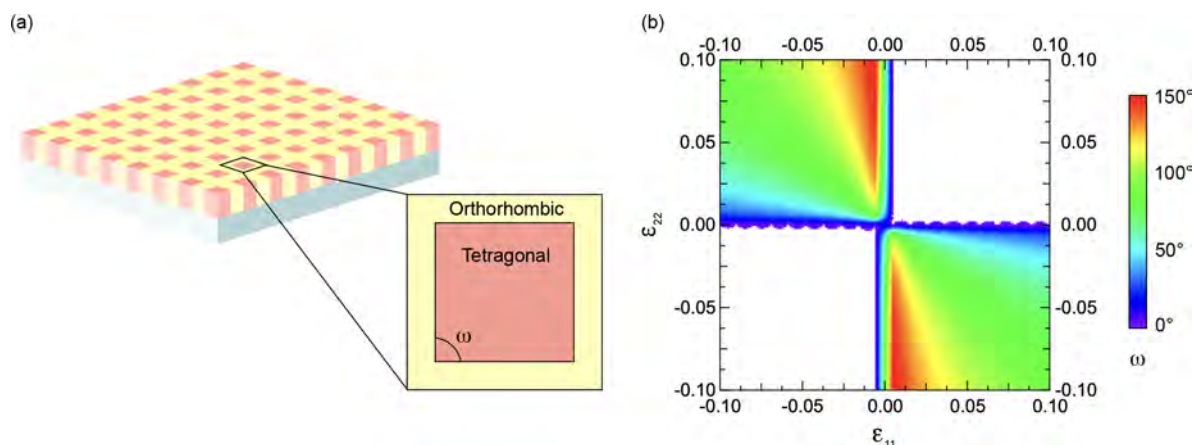 (a)
Orthorhombic
Tetragonal
ω
(b)
-0.10 -0.05 0.00 0.05 0.10
0.10 0.10 150°
0.05 0.05
100°
ε22 0.00 0.00
50°
-0.05 -0.05
0°
-0.10 -0.10 ω
-0.10 -0.05 0.00 0.05 0.10
ε11